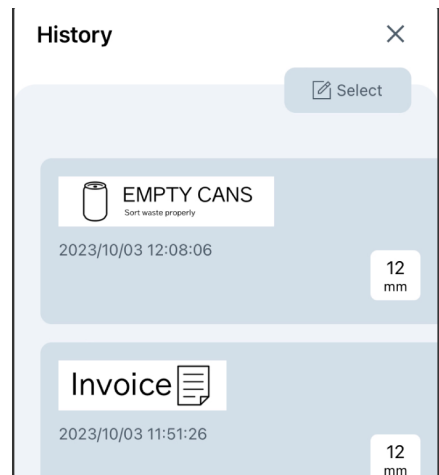 History
Select
EMPTY CANS
Sort waste properly
2023/10/03 12:08:06
12
mm
Invoice
2023/10/03 11:51:26
12
mm